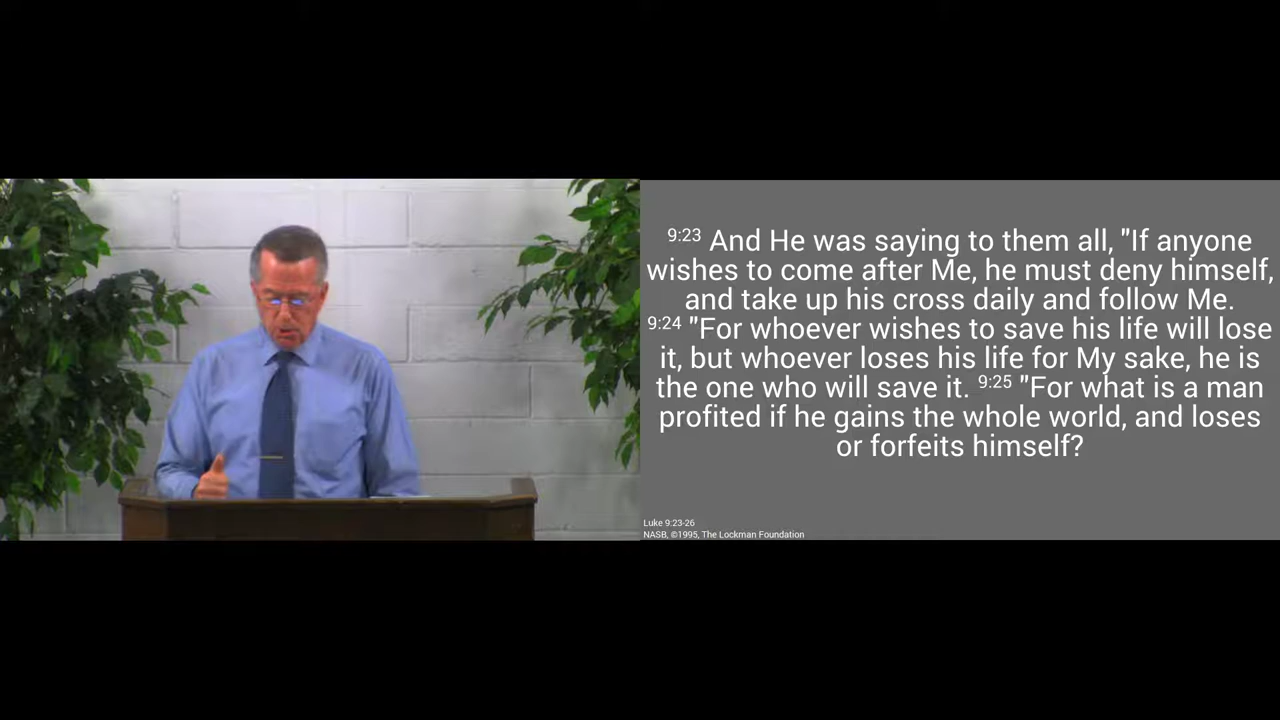 9:23 And He was saying to them all, "If anyone
wishes to come after Me, he must deny himself,
and take up his cross daily and follow Me.
9:24 "For whoever wishes to save his life will lose
it, but whoever loses his life for My sake, he is
the one who will save it. 9:25 "For what is a man
profited if he gains the whole world, and loses
or forfeits himself?
Luke 9:23-26
NASB, ©1995, The Lockman Foundation